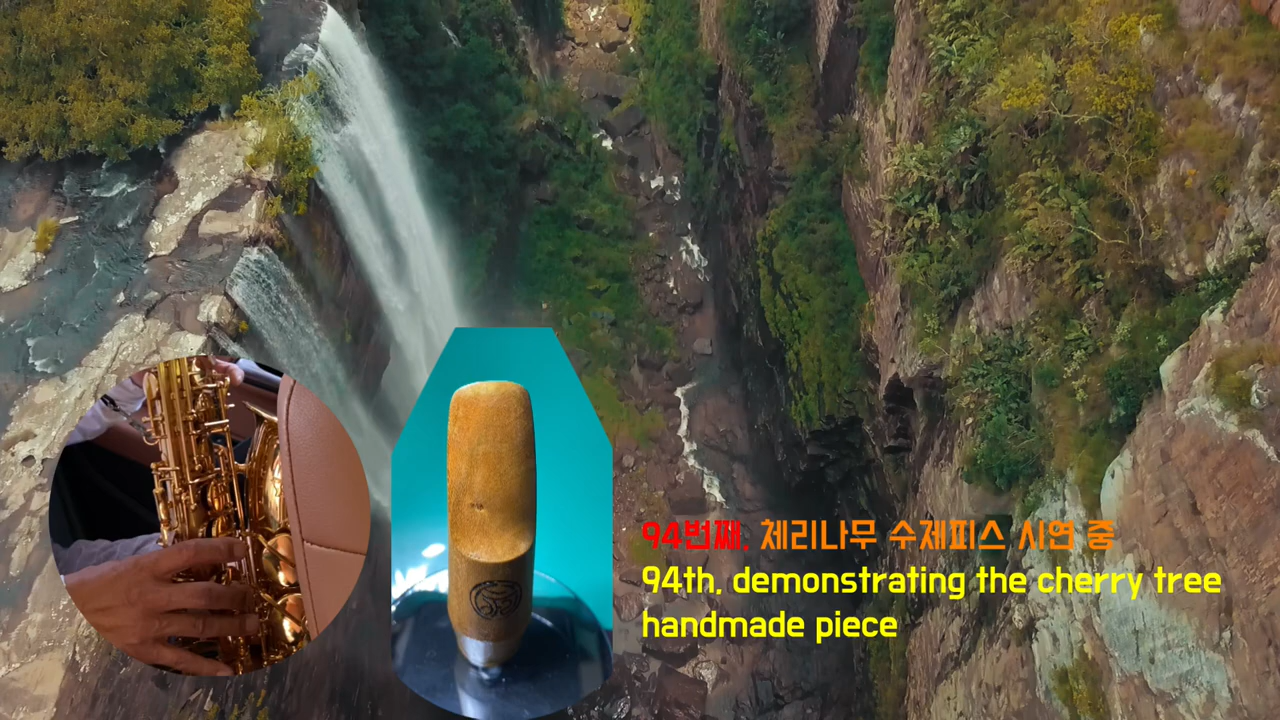 94번째, 체리나무 수제피스 시연 중
94th, demonstrating the cherry tree
handmade piece